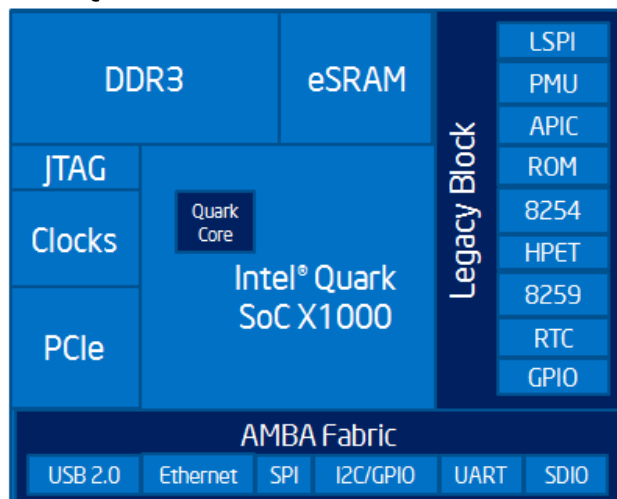 DDR3
eSRAM
JTAG
Clocks
PCIe
Quark
Core
Intel® Quark
SoC X1000
Legacy Block
LSPI
PMU
APIC
ROM
8254
HPET
8259
RTC
GPIO
AMBA Fabric
USB 2.0
Ethernet
SPI
I2C/GPIO
UART
SDIO